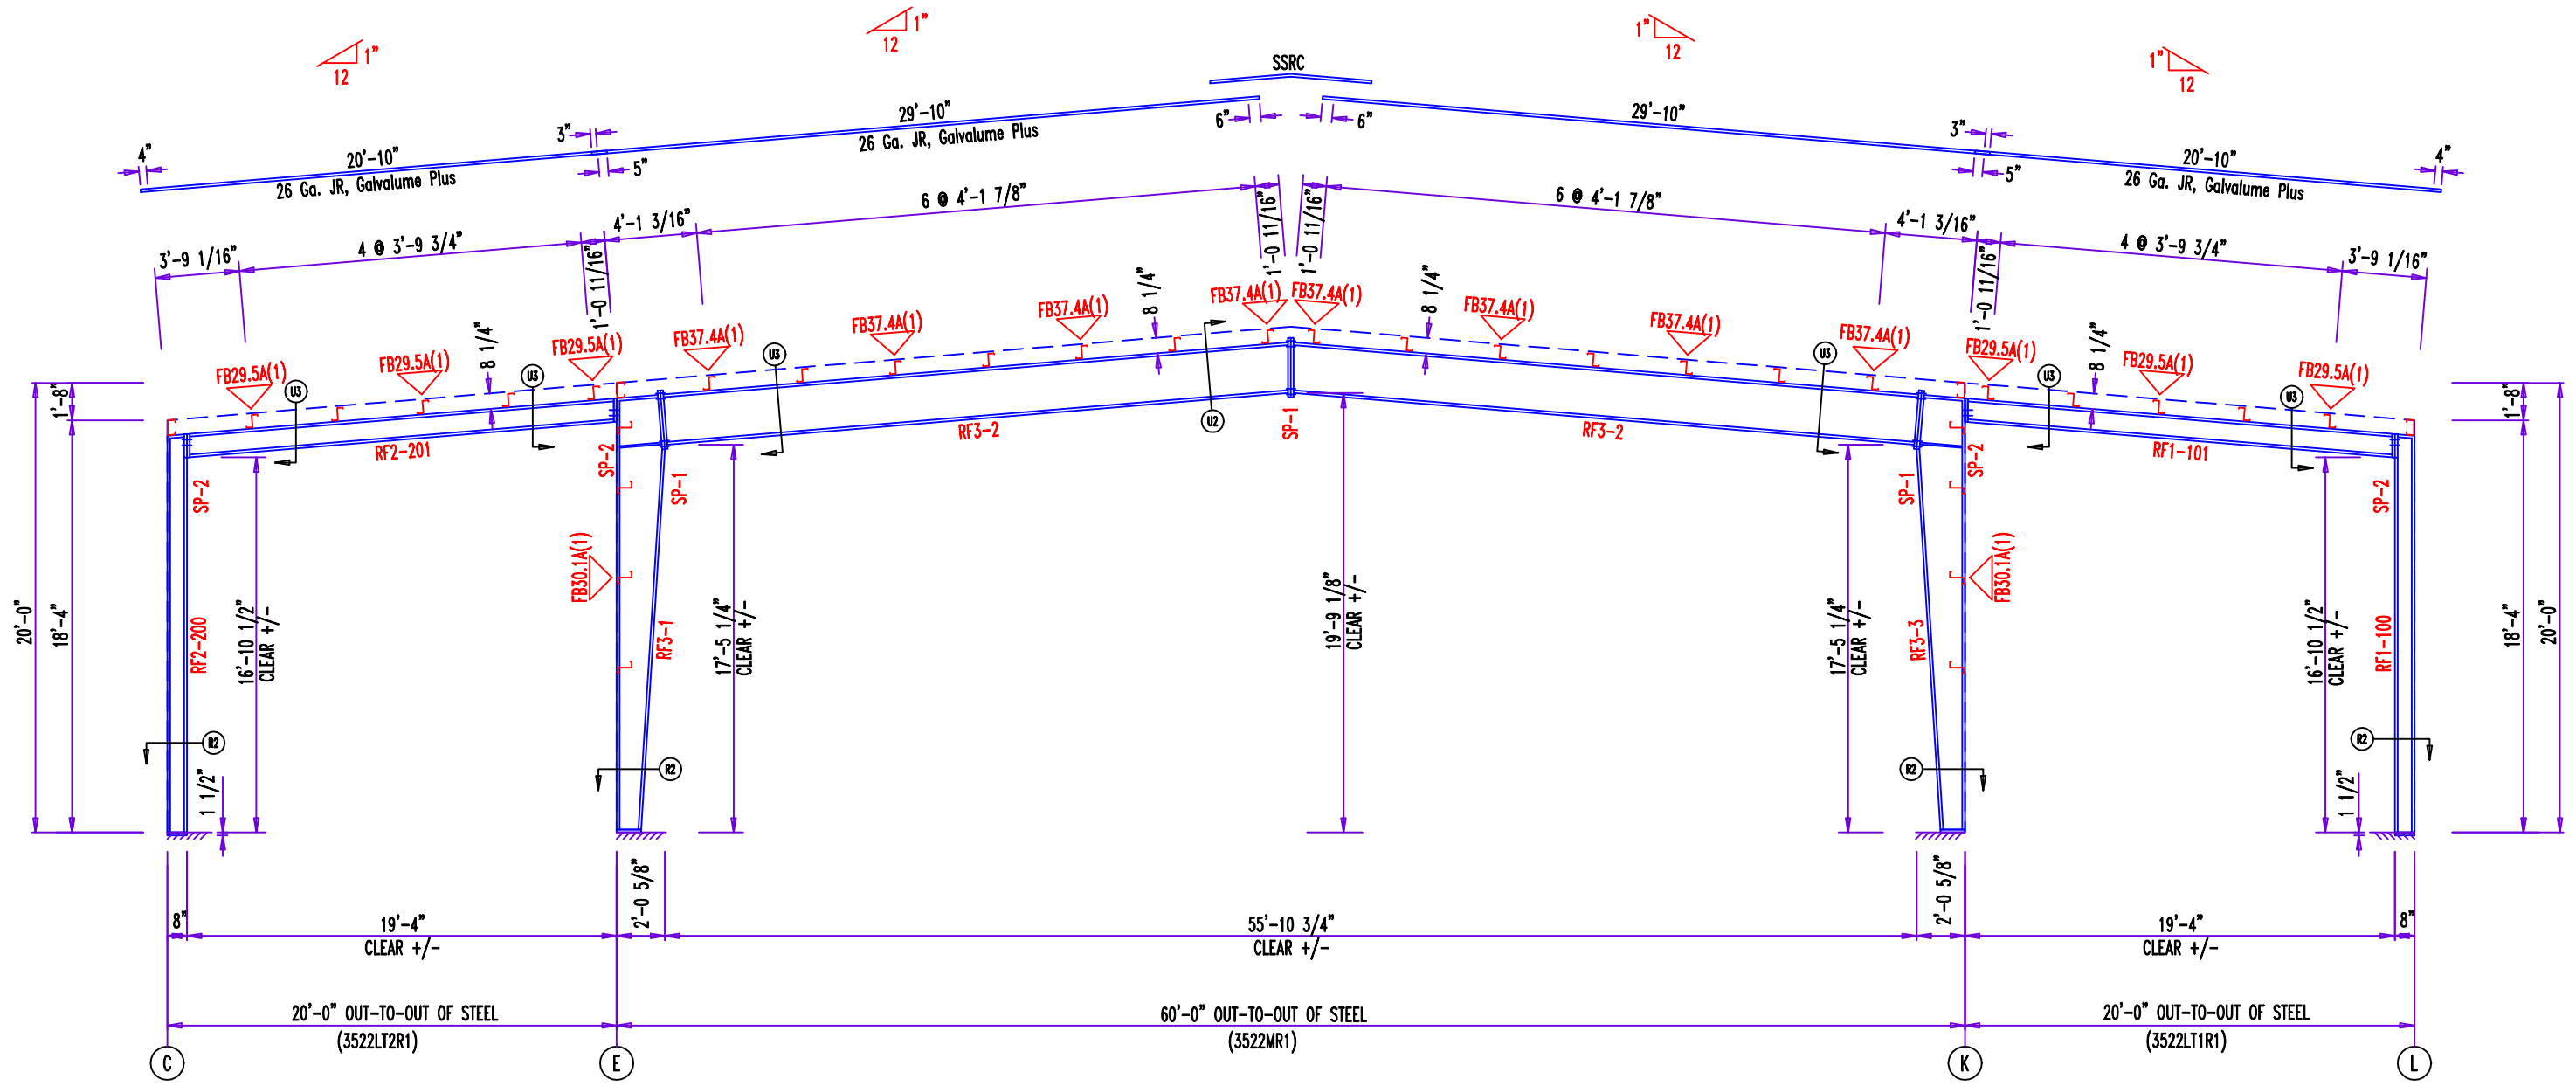 1"
12
1"
12
1"
12
1"
12
SSRC
4"
20'-10"
26 Ga. JR, Galvalume Plus
3"
5"
29'-10"
26 Ga. JR, Galvalume Plus
6"
6"
29'-10"
3"
5"
20'-10"
26 Ga. JR, Galvalume Plus
4"
3'-9 1/16"
4 @ 3'-9 3/4"
1'-0 11/16"
4'-1 3/16"
6 @ 4'-1 7/8"
1'-0 11/16"
1'-0 11/16"
6 @ 4'-1 7/8"
4'-1 3/16"
1'-0 11/16"
4 @ 3'-9 3/4"
3'-9 1/16"
FB29.5A(1)
FB29.5A(1)
8 1/4"
FB29.5A(1)
FB37.4A(1)
FB37.4A(1)
FB37.4A(1)
8 1/4"
FB37.4A(1)
FB37.4A(1)
8 1/4"
FB37.4A(1)
FB37.4A(1)
FB37.4A(1)
FB29.5A(1)
8 1/4"
FB29.5A(1)
FB29.5A(1)
U3
U3
U3
U2
U3
U3
U3
1'-8"
20'-0"
18'-4"
SP-2
RF2-201
RF2-200
16'-10 1/2"
CLEAR +/-
SP-2
SP-1
FB30.1A(1)
RF3-1
17'-5 1/4"
CLEAR +/-
RF3-2
SP-1
19'-9 1/8"
CLEAR +/-
RF3-2
SP-1
SP-2
17'-5 1/4"
CLEAR +/-
RF3-3
FB30.1A(1)
RF1-101
SP-2
16'-10 1/2"
CLEAR +/-
RF1-100
1'-8"
18'-4"
20'-0"
R2
1 1/2"
R2
R2
R2
1 1/2"
8"
19'-4"
CLEAR +/-
2'-0 5/8"
55'-10 3/4"
CLEAR +/-
2'-0 5/8"
19'-4"
CLEAR +/-
8"
20'-0" OUT-TO-OUT OF STEEL
(3522LT2R1)
60'-0" OUT-TO-OUT OF STEEL
(3522MR1)
20'-0" OUT-TO-OUT OF STEEL
(3522LT1R1)
C
E
K
L